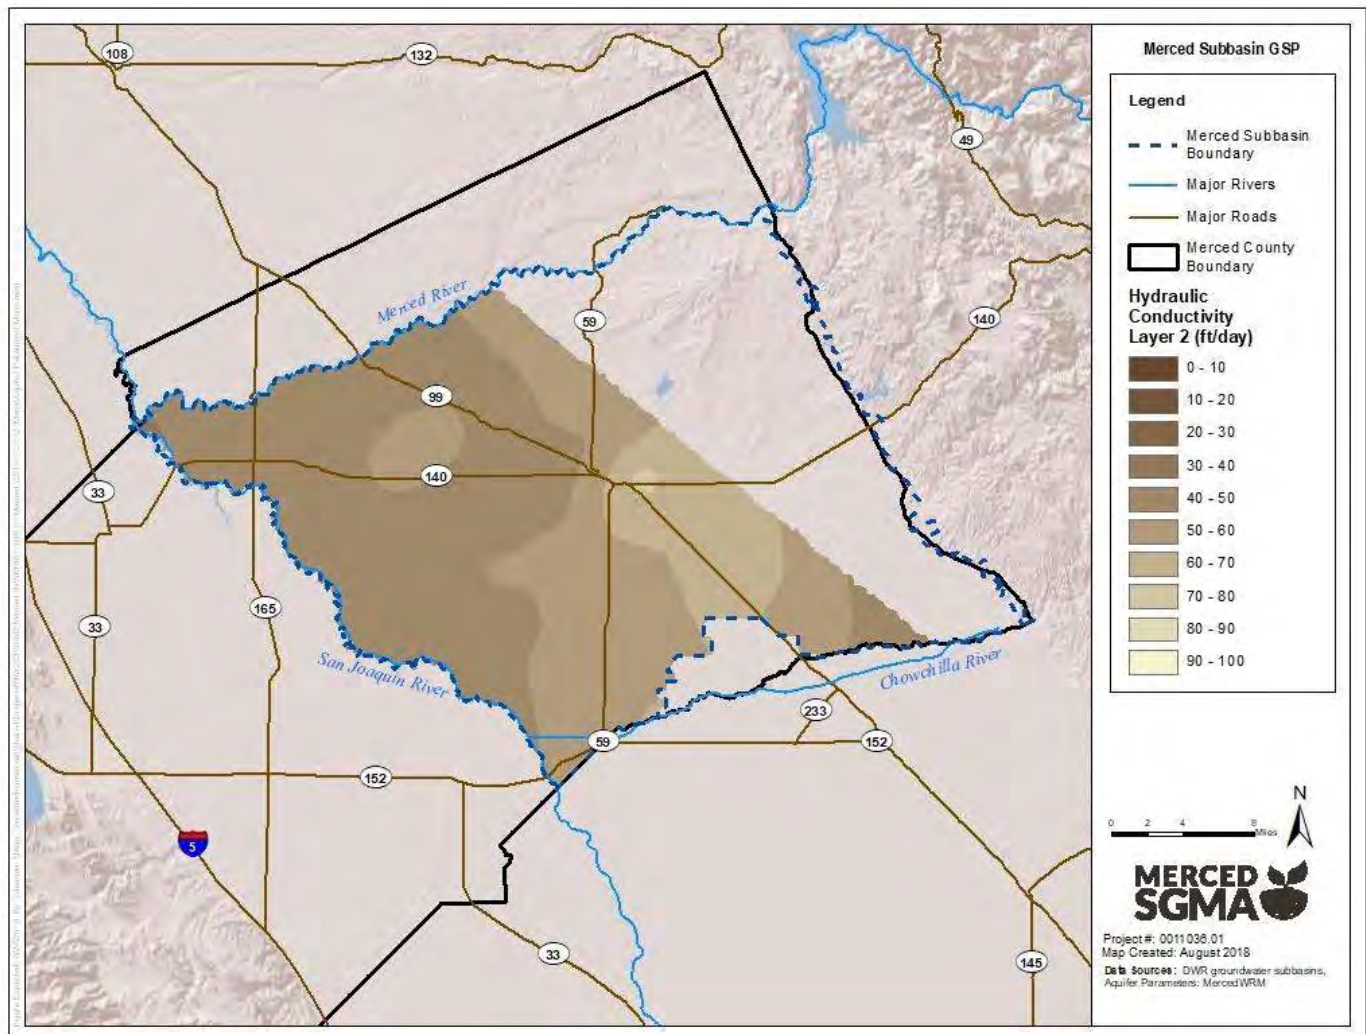 Merced Subbasin GSP
Legend
Merced Subbasin
Boundary
Major Rivers
Major Roads
Merced County
Boundary
Hydraulic
Conductivity
Layer 2 (ft/day)
0 - 10
10 - 20
20 - 30
30 - 40
40 - 50
50 - 60
60 - 70
70 - 80
80 - 90
90 - 100
108
132
49
Merced River
59
140
99
140
33
165
33
San Joaquin River
Chowchilla River
233
59
152
152
5
33
145
N
0 2 4 8
Miles
MERCED
SGMA
Project #: 0011036.01
Map Created: August 2018
Data Sources: DWR groundwater subbasins,
Aquifer Parameters: MercedWRM